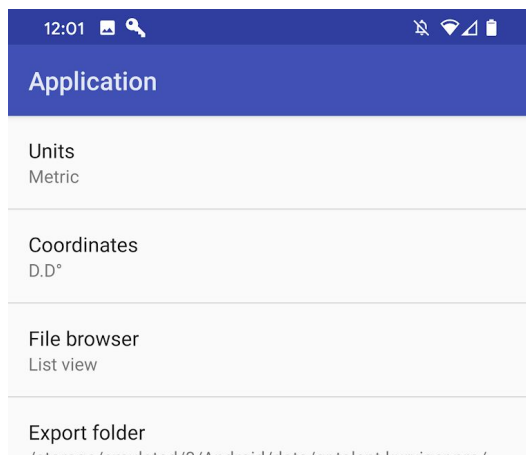 12:01
Application
Units
Metric
Coordinates
D.D°
File browser
List view
Export folder